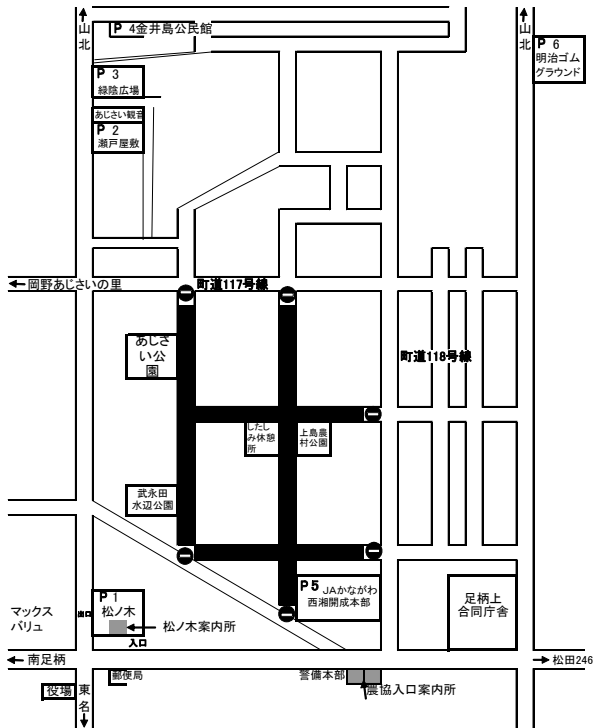 山北
P 4金井島公民館
山北
P 6
明治ゴム
グラウンド
P 3
緑陰広場
あじさい観音
P 2
瀬戸屋敷
岡野あじさいの里
町道117号線
あじさ
い公
園
町道118号線
したし
み休憩
所
上島農
村公園
武永田
水辺公園
P 1
松ノ木
出口
入口
松ノ木案内所
マックス
バリュ
P5 JAかながわ
西湘開成本部
足柄上
合同庁舎
南足柄
松田246
郵便局
警備本部
農協入口案内所
役場
東名